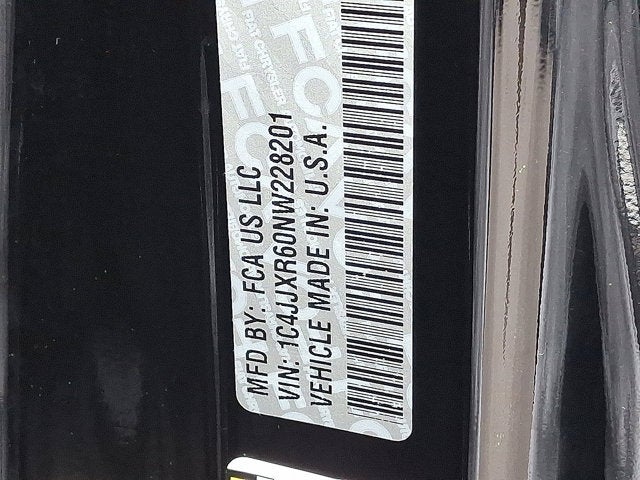 MFD BY: FCA US LLC
VIN: 1C4JJXR60NW228201
VEHICLE MADE IN: U.S.A.